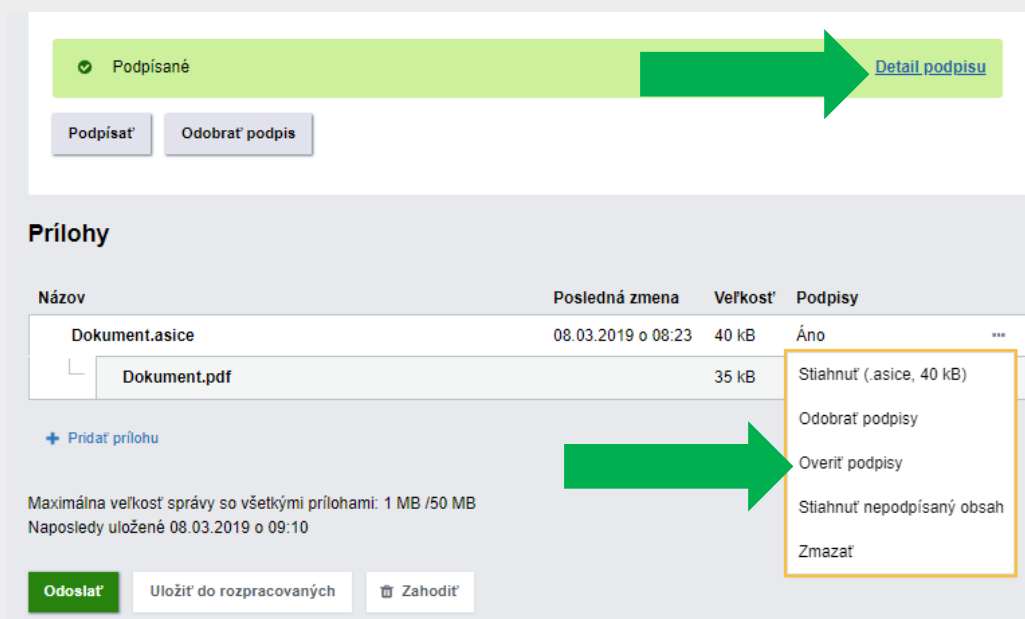 Podpísané
Detail podpisu
Podpísať
Odobrať podpis
Prílohy
Názov Posledná zmena Veľkosť Podpisy
Dokument.asice 08.03.2019 o 08:23 40 kB Áno
Dokument.pdf 35 kB
Stiahnuť (.asice, 40 kB)
Odobrať podpisy
Overiť podpisy
Stiahnuť nepodpísaný obsah
Zmazať
Pridať prílohu
Maximálna veľkosť správy so všetkými prílohami: 1 MB /50 MB
Naposledy uložené 08.03.2019 o 09:10
Odoslať
Uložiť do rozpracovaných
Zahodiť